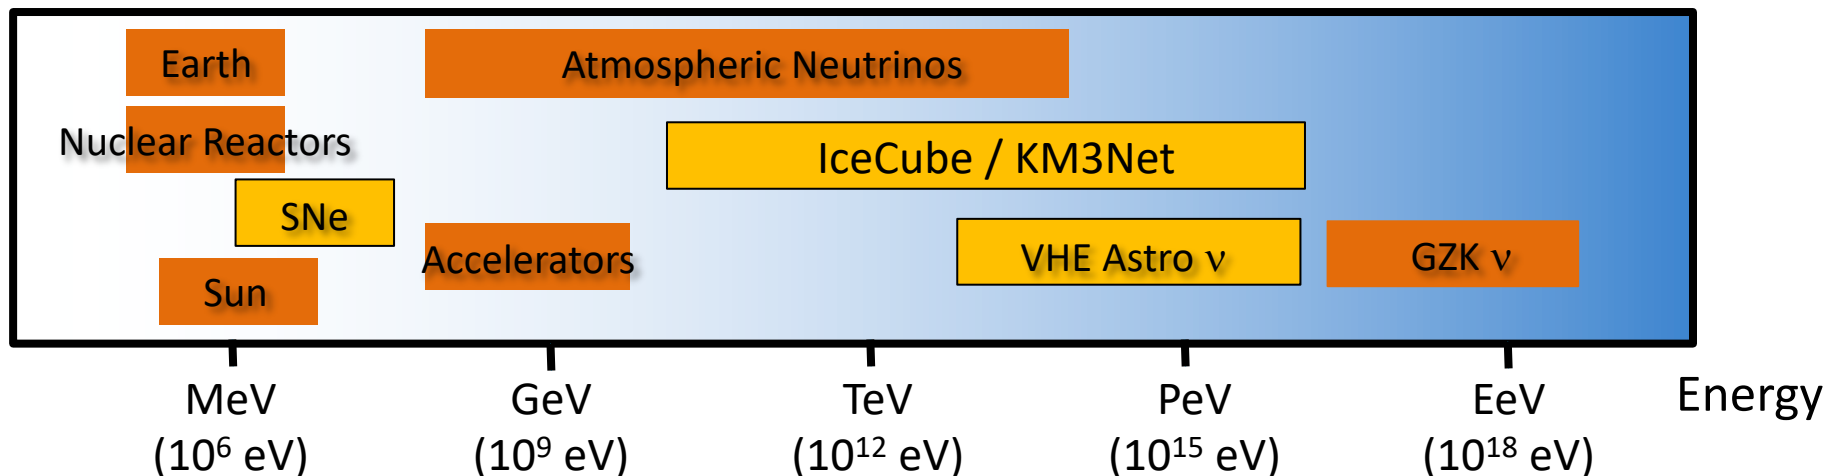 Earth
Atmospheric Neutrinos
Nuclear Reactors
IceCube / KM3Net
SNe
Accelerators
VHE Astro ν
GZK ν
Sun
MeV
GeV
TeV
PeV
EeV
Energy
(10⁶ eV)
(10⁹ eV)
(10¹² eV)
(10¹⁵ eV)
(10¹⁸ eV)